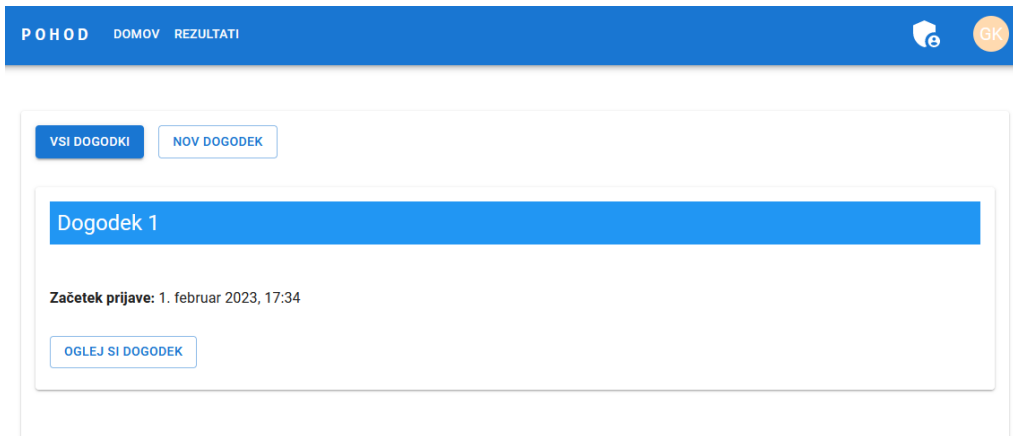 POHOD DOMOV REZULTATI GK
VSI DOGODKI NOV DOGODEK
Dogodek 1
Začetek prijave: 1. februar 2023, 17:34
OGLEJ SI DOGODEK